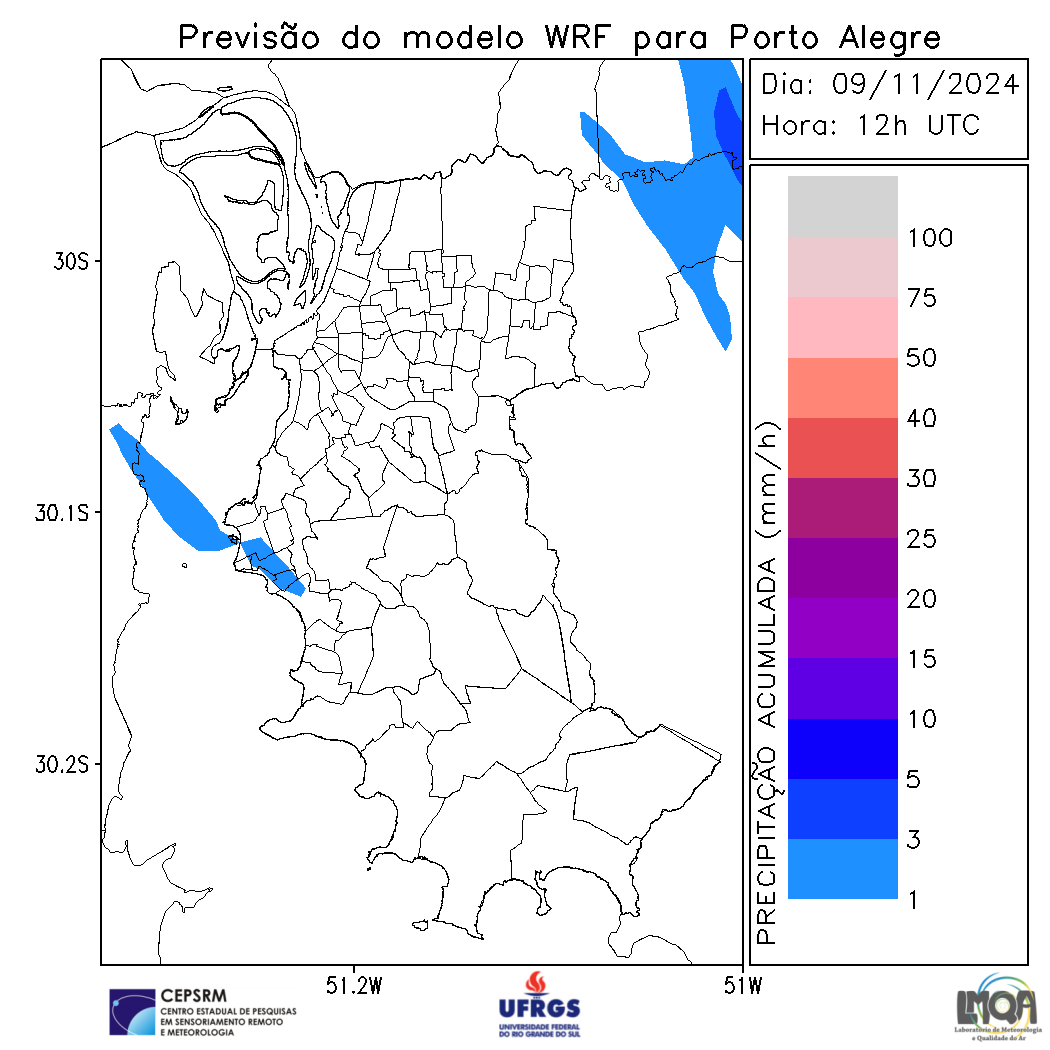 Previsão do modelo WRF para Porto Alegre
Dia: 09/11/2024
Hora: 12h UTC
30S
30.1S
30.2S
51.2W
51W
PRECIPITAÇÃO ACUMULADA (mm/h)
100
75
50
40
30
25
20
15
10
5
3
1
CEPSRM
CENTRO ESTADUAL DE PESQUISAS
EM SENSORIAMENTO REMOTO
E METEOROLOGIA
UFRGS
UNIVERSIDADE FEDERAL
DO RIO GRANDE DO SUL
LMQA
Laboratório de Meteorologia
e Qualidade do Ar